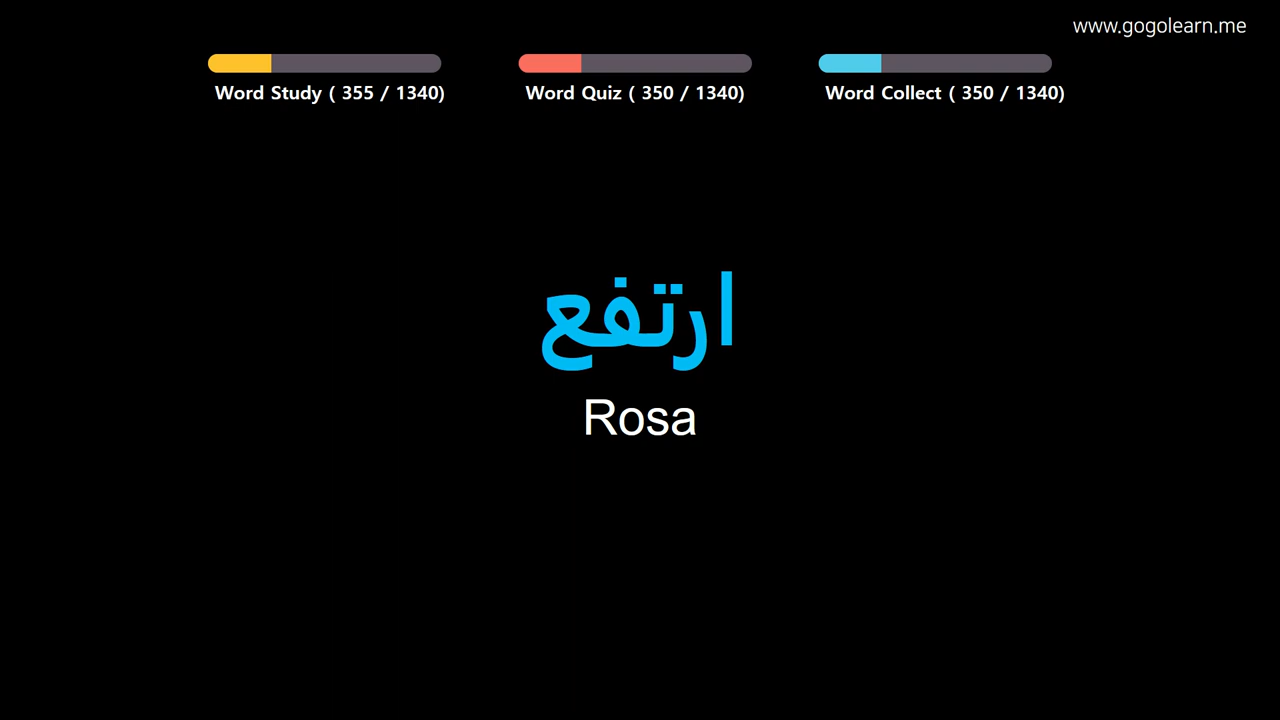 www.gogolearn.me
Word Study ( 355 / 1340)
Word Quiz ( 350 / 1340)
Word Collect ( 350 / 1340)
ارتفع
Rosa